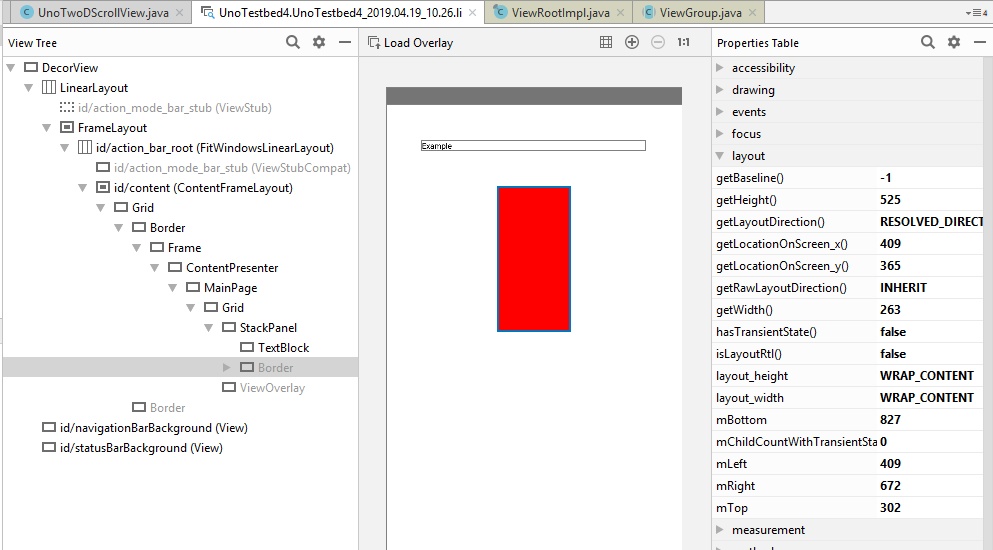 UnoTwoDScrollView.java
UnoTestbed4.UnoTestbed4_2019.04.19_10.26.li
ViewRootImpl.java
ViewGroup.java
4
View Tree
Load Overlay
1:1
Properties Table
DecorView
LinearLayout
id/action_mode_bar_stub (ViewStub)
FrameLayout
id/action_bar_root (FitWindowsLinearLayout)
id/action_mode_bar_stub (ViewStubCompat)
id/content (ContentFrameLayout)
Grid
Border
Frame
ContentPresenter
MainPage
Grid
StackPanel
TextBlock
Border
ViewOverlay
Border
id/navigationBarBackground (View)
id/statusBarBackground (View)
Example
accessibility
drawing
events
focus
layout
getBaseline() -1
getHeight() 525
getLayoutDirection() RESOLVED_DIRECT
getLocationOnScreen_x() 409
getLocationOnScreen_y() 365
getRawLayoutDirection() INHERIT
getWidth() 263
hasTransientState() false
isLayoutRtl() false
layout_height WRAP_CONTENT
layout_width WRAP_CONTENT
mBottom 827
mChildCountWithTransientSta 0
mLeft 409
mRight 672
mTop 302
measurement